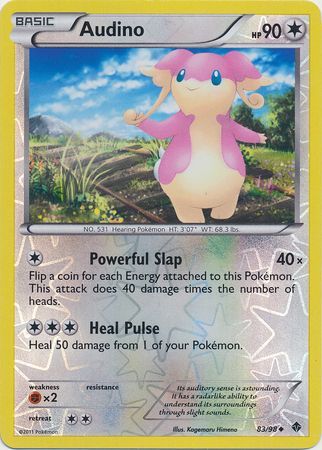 BASIC
Audino
HP 90
NO. 531 Hearing Pokémon HT: 3'07" WT: 68.3 lbs.
Powerful Slap 40×
Flip a coin for each Energy attached to this Pokémon.
This attack does 40 damage times the number of
heads.
Heal Pulse
Heal 50 damage from 1 of your Pokémon.
weakness resistance
×2
retreat
Its auditory sense is astounding.
It has a radarlike ability to
understand its surroundings
through slight sounds.
©2011 Pokémon
Illus. Kagemaru Himeno
83/98